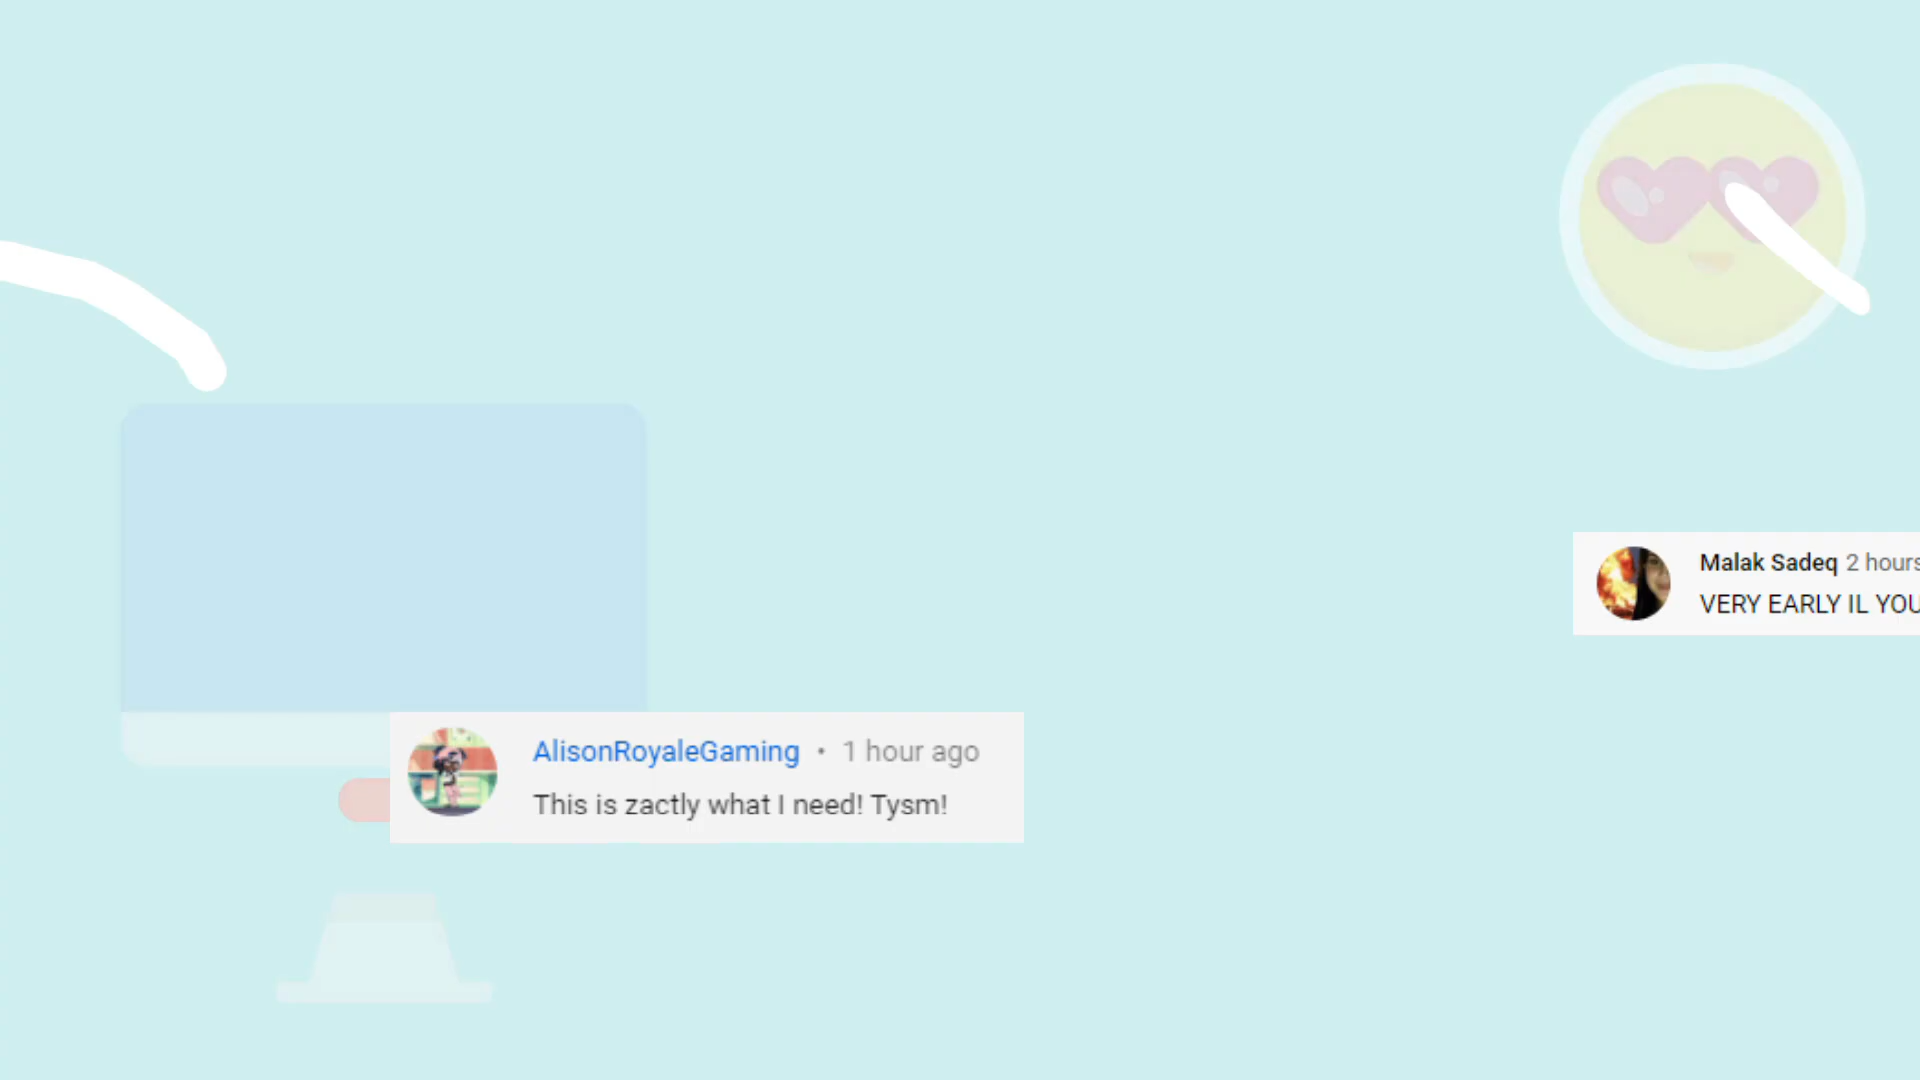 Malak Sadeq 2 hours
VERY EARLY IL YOU
AlisonRoyaleGaming • 1 hour ago
This is zactly what I need! Tysm!